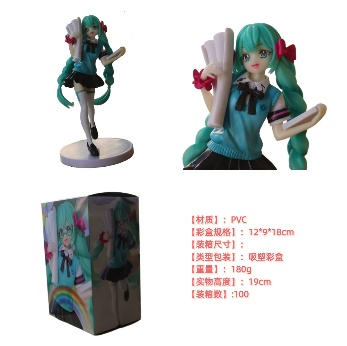 【材质】：PVC
【彩盒规格】：12*9*18cm
【装箱尺寸】：
【类型包装】：吸塑彩盒
【重量】：180g
【实物高度】：19cm
【装箱数】:100